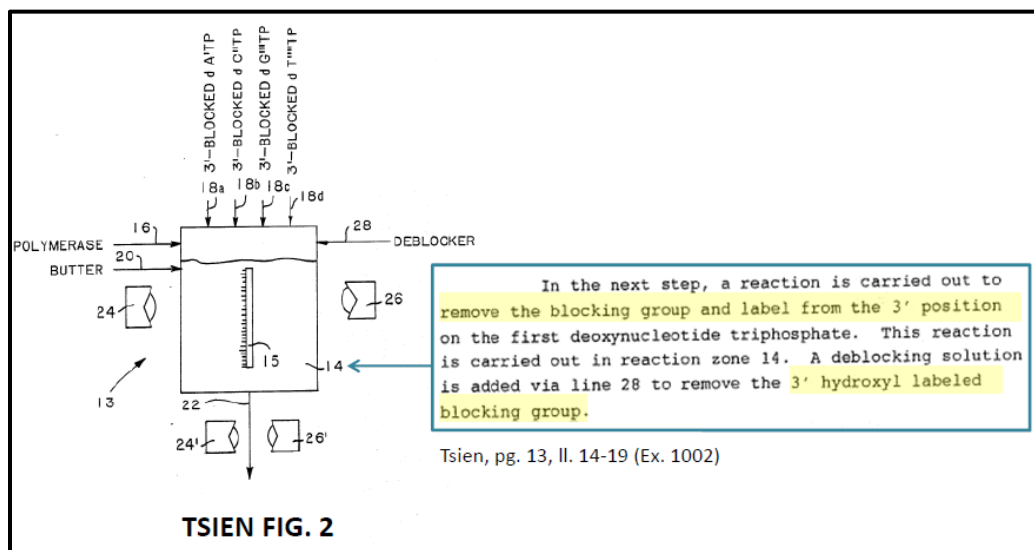 3'-BLOCKED d A'TP
3'-BLOCKED d C"TP
3'-BLOCKED d G'''TP
3'-BLOCKED d T''''TP
18a
18b
18c
18d
16
POLYMERASE
28
DEBLOCKER
20
BUTTER
24
26
15
14
13
22
24'
26'
In the next step, a reaction is carried out to
remove the blocking group and label from the 3' position
on the first deoxynucleotide triphosphate. This reaction
is carried out in reaction zone 14. A deblocking solution
is added via line 28 to remove the 3' hydroxyl labeled
blocking group.
Tsien, pg. 13, ll. 14-19 (Ex. 1002)
TSIEN FIG. 2